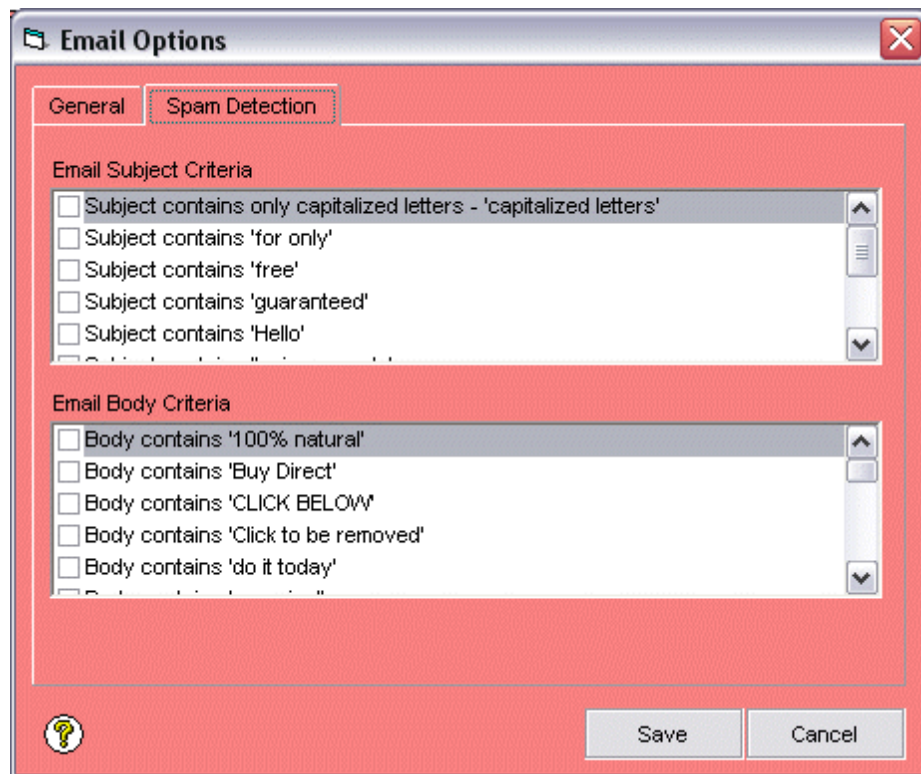 Email Options
General Spam Detection
Email Subject Criteria
Subject contains only capitalized letters - 'capitalized letters'
Subject contains 'for only'
Subject contains 'free'
Subject contains 'guaranteed'
Subject contains 'Hello'
Email Body Criteria
Body contains '100% natural'
Body contains 'Buy Direct'
Body contains 'CLICK BELOW'
Body contains 'Click to be removed'
Body contains 'do it today'
Save Cancel